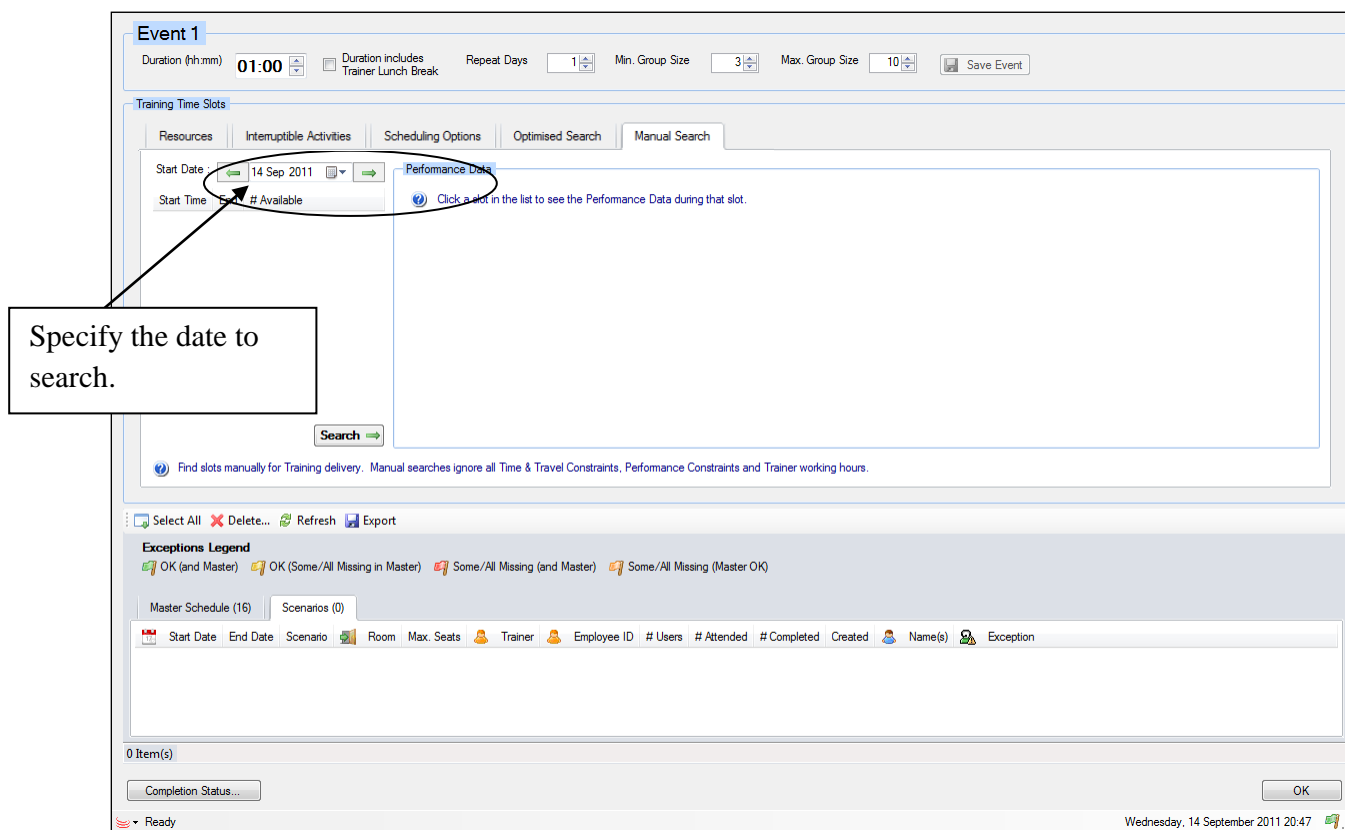 Event 1
Duration (hh:mm) 01:00 Duration includes Trainer Lunch Break Repeat Days 1 Min. Group Size 3 Max. Group Size 10 Save Event
Training Time Slots
Resources Interruptible Activities Scheduling Options Optimised Search Manual Search
Start Date : 14 Sep 2011 Performance Data
Start Time End # Available Click a slot in the list to see the Performance Data during that slot.
Specify the date to
search.
Search
Find slots manually for Training delivery. Manual searches ignore all Time & Travel Constraints, Performance Constraints and Trainer working hours.
Select All Delete... Refresh Export
Exceptions Legend
OK (and Master) OK (Some/All Missing in Master) Some/All Missing (and Master) Some/All Missing (Master OK)
Master Schedule (16) Scenarios (0)
Start Date End Date Scenario Room Max. Seats Trainer Employee ID # Users # Attended # Completed Created Name(s) Exception
0 Item(s)
Completion Status... OK
Ready Wednesday, 14 September 2011 20:47